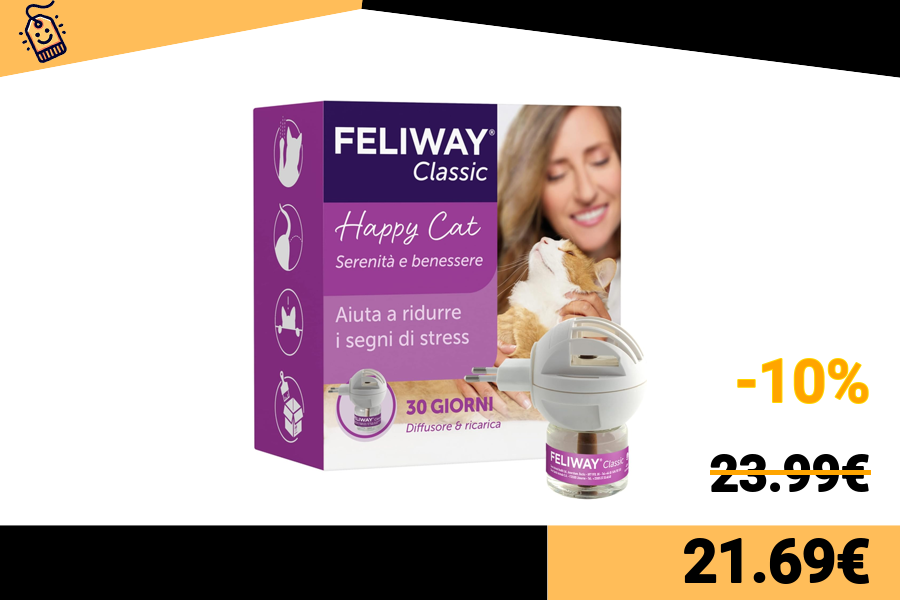 FELIWAY®
Classic
Happy Cat
Serenità e benessere
Aiuta a ridurre
i segni di stress
30 GIORNI
Diffusore & ricarica
FELIWAY
FELIWAY® Classic
-10%
23.99€
21.69€